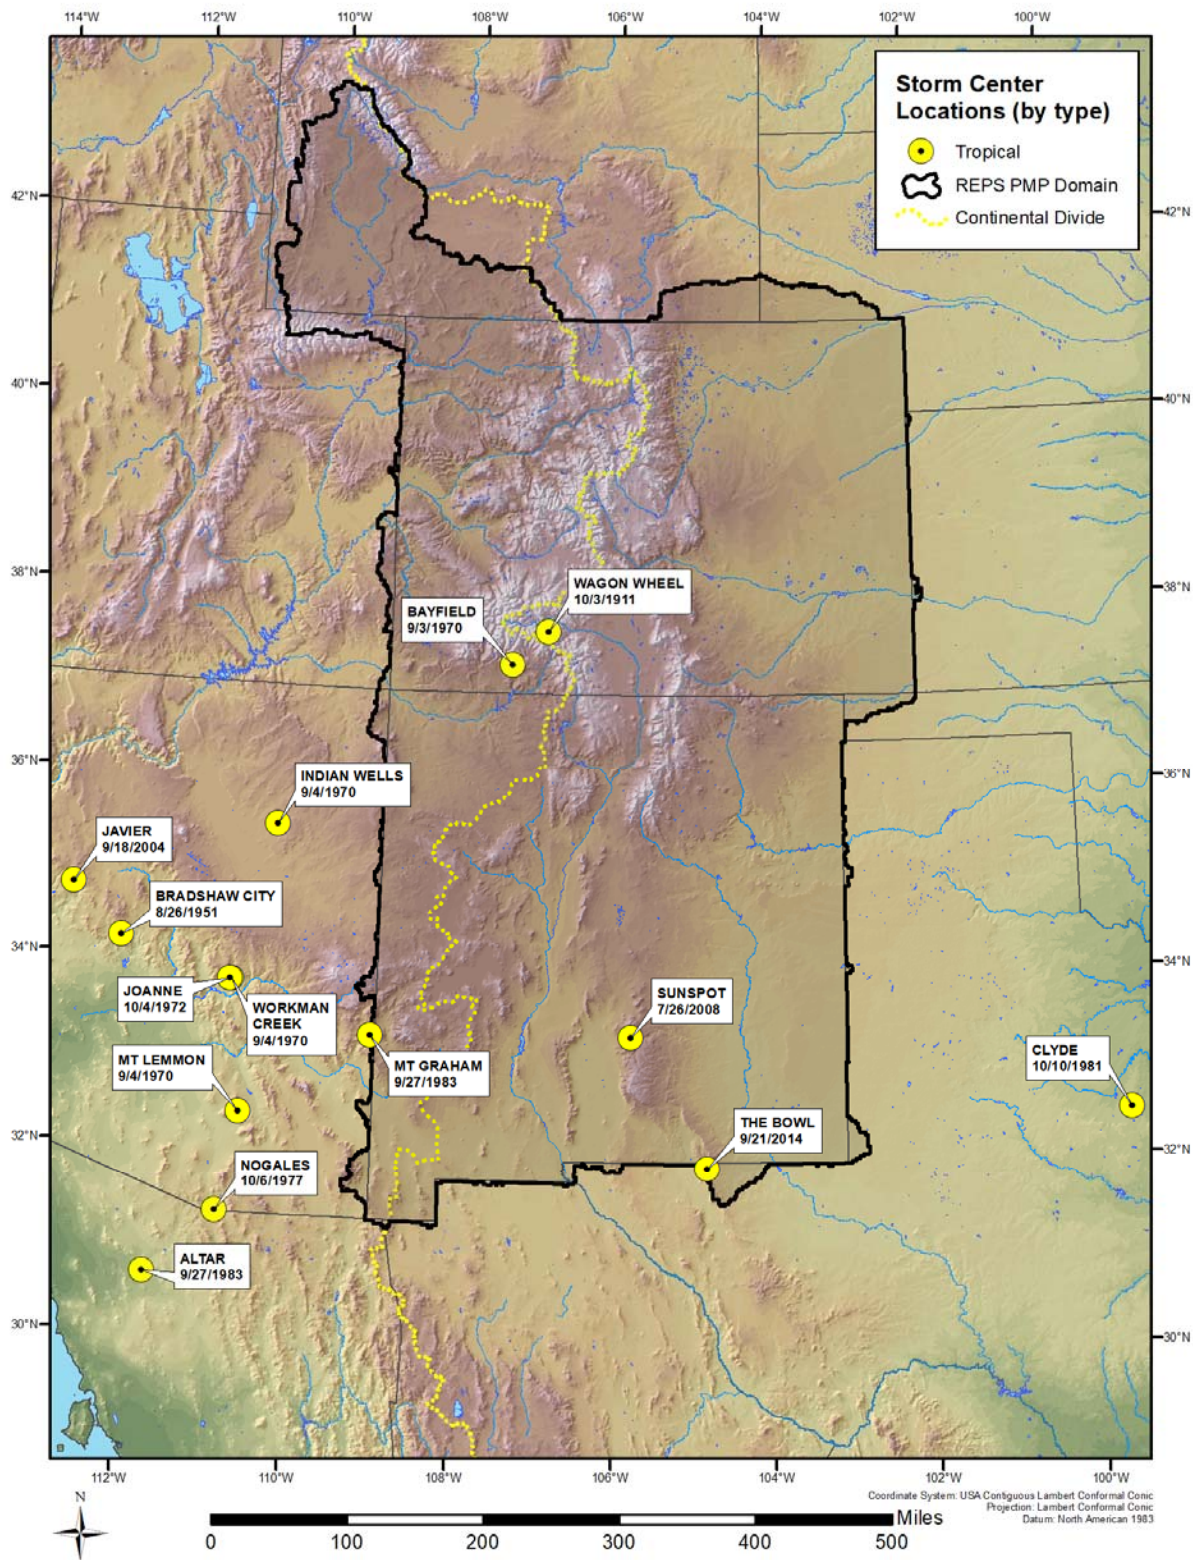 114°W 112°W 110°W 108°W 106°W 104°W 102°W 100°W
Storm Center
Locations (by type)
Tropical
REPS PMP Domain
Continental Divide
42°N
42°N
40°N
40°N
38°N
38°N
WAGON WHEEL
10/3/1911
BAYFIELD
9/3/1970
36°N
36°N
INDIAN WELLS
9/4/1970
JAVIER
9/18/2004
BRADSHAW CITY
8/26/1951
34°N
34°N
JOANNE
10/4/1972
WORKMAN
CREEK
9/4/1970
SUNSPOT
7/26/2008
MT LEMMON
9/4/1970
MT GRAHAM
9/27/1983
CLYDE
10/10/1981
32°N
32°N
THE BOWL
9/21/2014
NOGALES
10/6/1977
ALTAR
9/27/1983
30°N
30°N
112°W 110°W 108°W 106°W 104°W 102°W 100°W
N
Coordinate System: USA Contiguous Lambert Conformal Conic
Projection: Lambert Conformal Conic
Datum: North American 1983
Miles
0 100 200 300 400 500